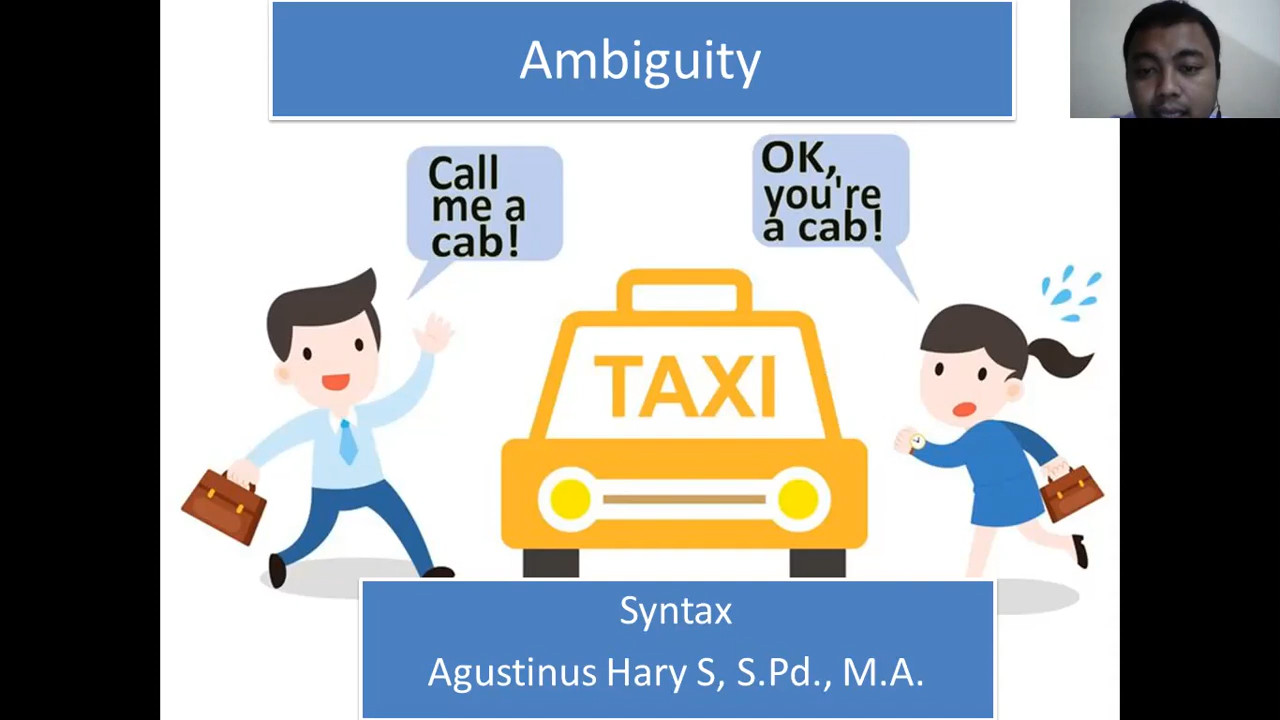 Ambiguity
Call
me a
cab!
OK,
you're
a cab!
TAXI
Syntax
Agustinus Hary S, S.Pd., M.A.